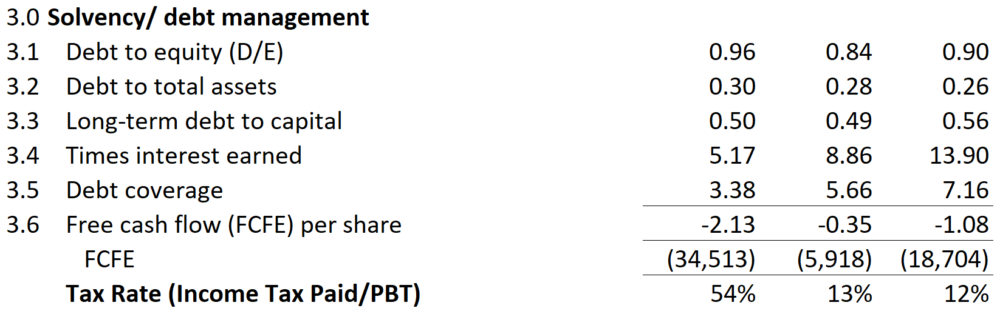 3.0 Solvency/ debt management
3.1 Debt to equity (D/E) 0.96 0.84 0.90
3.2 Debt to total assets 0.30 0.28 0.26
3.3 Long-term debt to capital 0.50 0.49 0.56
3.4 Times interest earned 5.17 8.86 13.90
3.5 Debt coverage 3.38 5.66 7.16
3.6 Free cash flow (FCFE) per share -2.13 -0.35 -1.08
FCFE (34,513) (5,918) (18,704)
Tax Rate (Income Tax Paid/PBT) 54% 13% 12%